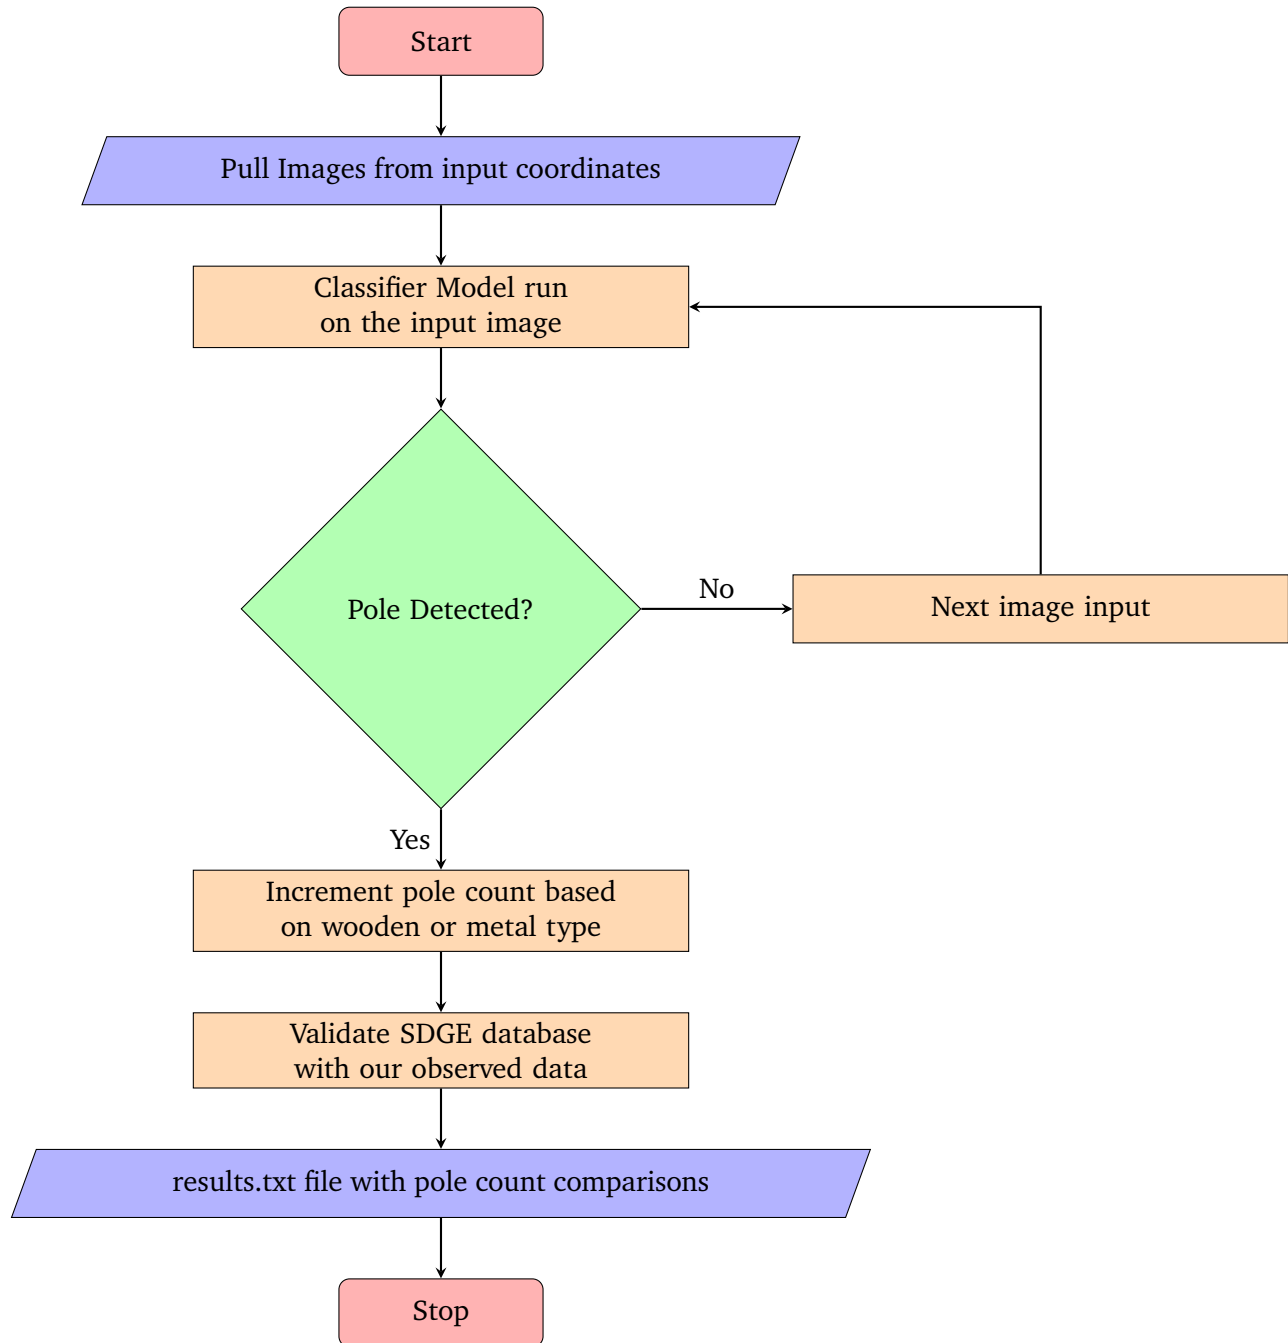 Start
Pull Images from input coordinates
Classifier Model run
on the input image
Pole Detected?
No
Next image input
Yes
Increment pole count based
on wooden or metal type
Validate SDGE database
with our observed data
results.txt file with pole count comparisons
Stop